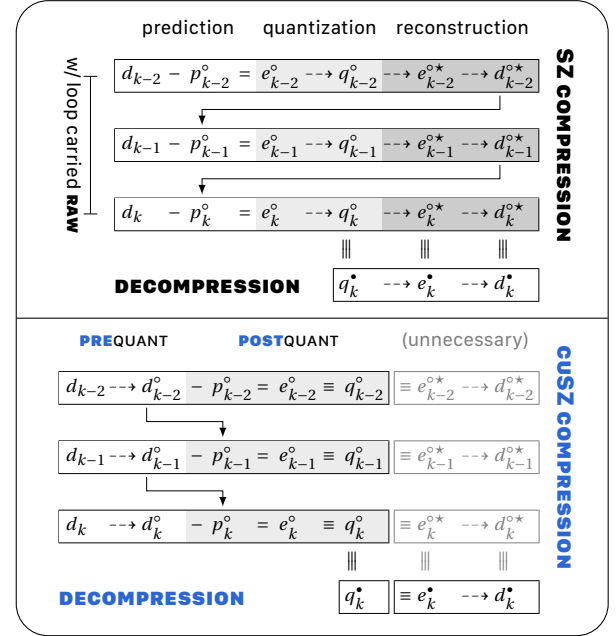 prediction quantization reconstruction
d_{k−2} − p°_{k−2} = e°_{k−2} ⇢ q°_{k−2} ⇢ e°⋆_{k−2} ⇢ d°⋆_{k−2}
d_{k−1} − p°_{k−1} = e°_{k−1} ⇢ q°_{k−1} ⇢ e°⋆_{k−1} ⇢ d°⋆_{k−1}
d_k − p°_k = e°_k ⇢ q°_k ⇢ e°⋆_k ⇢ d°⋆_k
≡ ≡ ≡
DECOMPRESSION q•_k ⇢ e•_k ⇢ d•_k
w/ loop carried RAW
SZ COMPRESSION
PREQUANT POSTQUANT (unnecessary)
d_{k−2} ⇢ d°_{k−2} − p°_{k−2} = e°_{k−2} ≡ q°_{k−2} ≡ e°⋆_{k−2} ⇢ d°⋆_{k−2}
d_{k−1} ⇢ d°_{k−1} − p°_{k−1} = e°_{k−1} ≡ q°_{k−1} ≡ e°⋆_{k−1} ⇢ d°⋆_{k−1}
d_k ⇢ d°_k − p°_k = e°_k ≡ q°_k ≡ e°⋆_k ⇢ d°⋆_k
≡ ≡ ≡
DECOMPRESSION q•_k ≡ e•_k ⇢ d•_k
cuSZ COMPRESSION